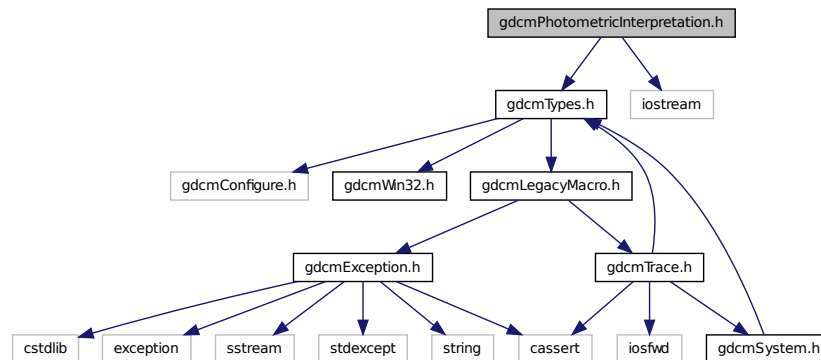 gdcmPhotometricInterpretation.h
gdcmTypes.h
iostream
gdcmConfigure.h
gdcmWin32.h
gdcmLegacyMacro.h
gdcmException.h
gdcmTrace.h
cstdlib
exception
sstream
stdexcept
string
cassert
iosfwd
gdcmSystem.h